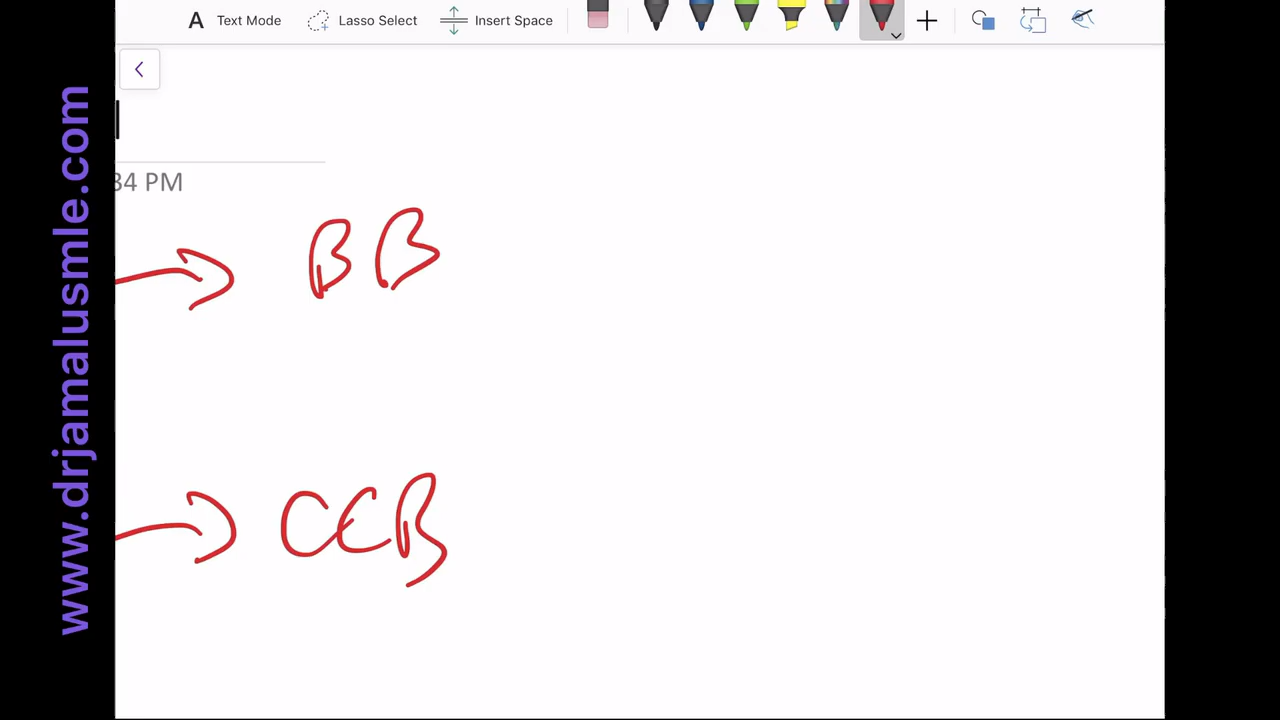 A Text Mode Lasso Select Insert Space
34 PM
BB
CCB
www.drjamalusmle.com